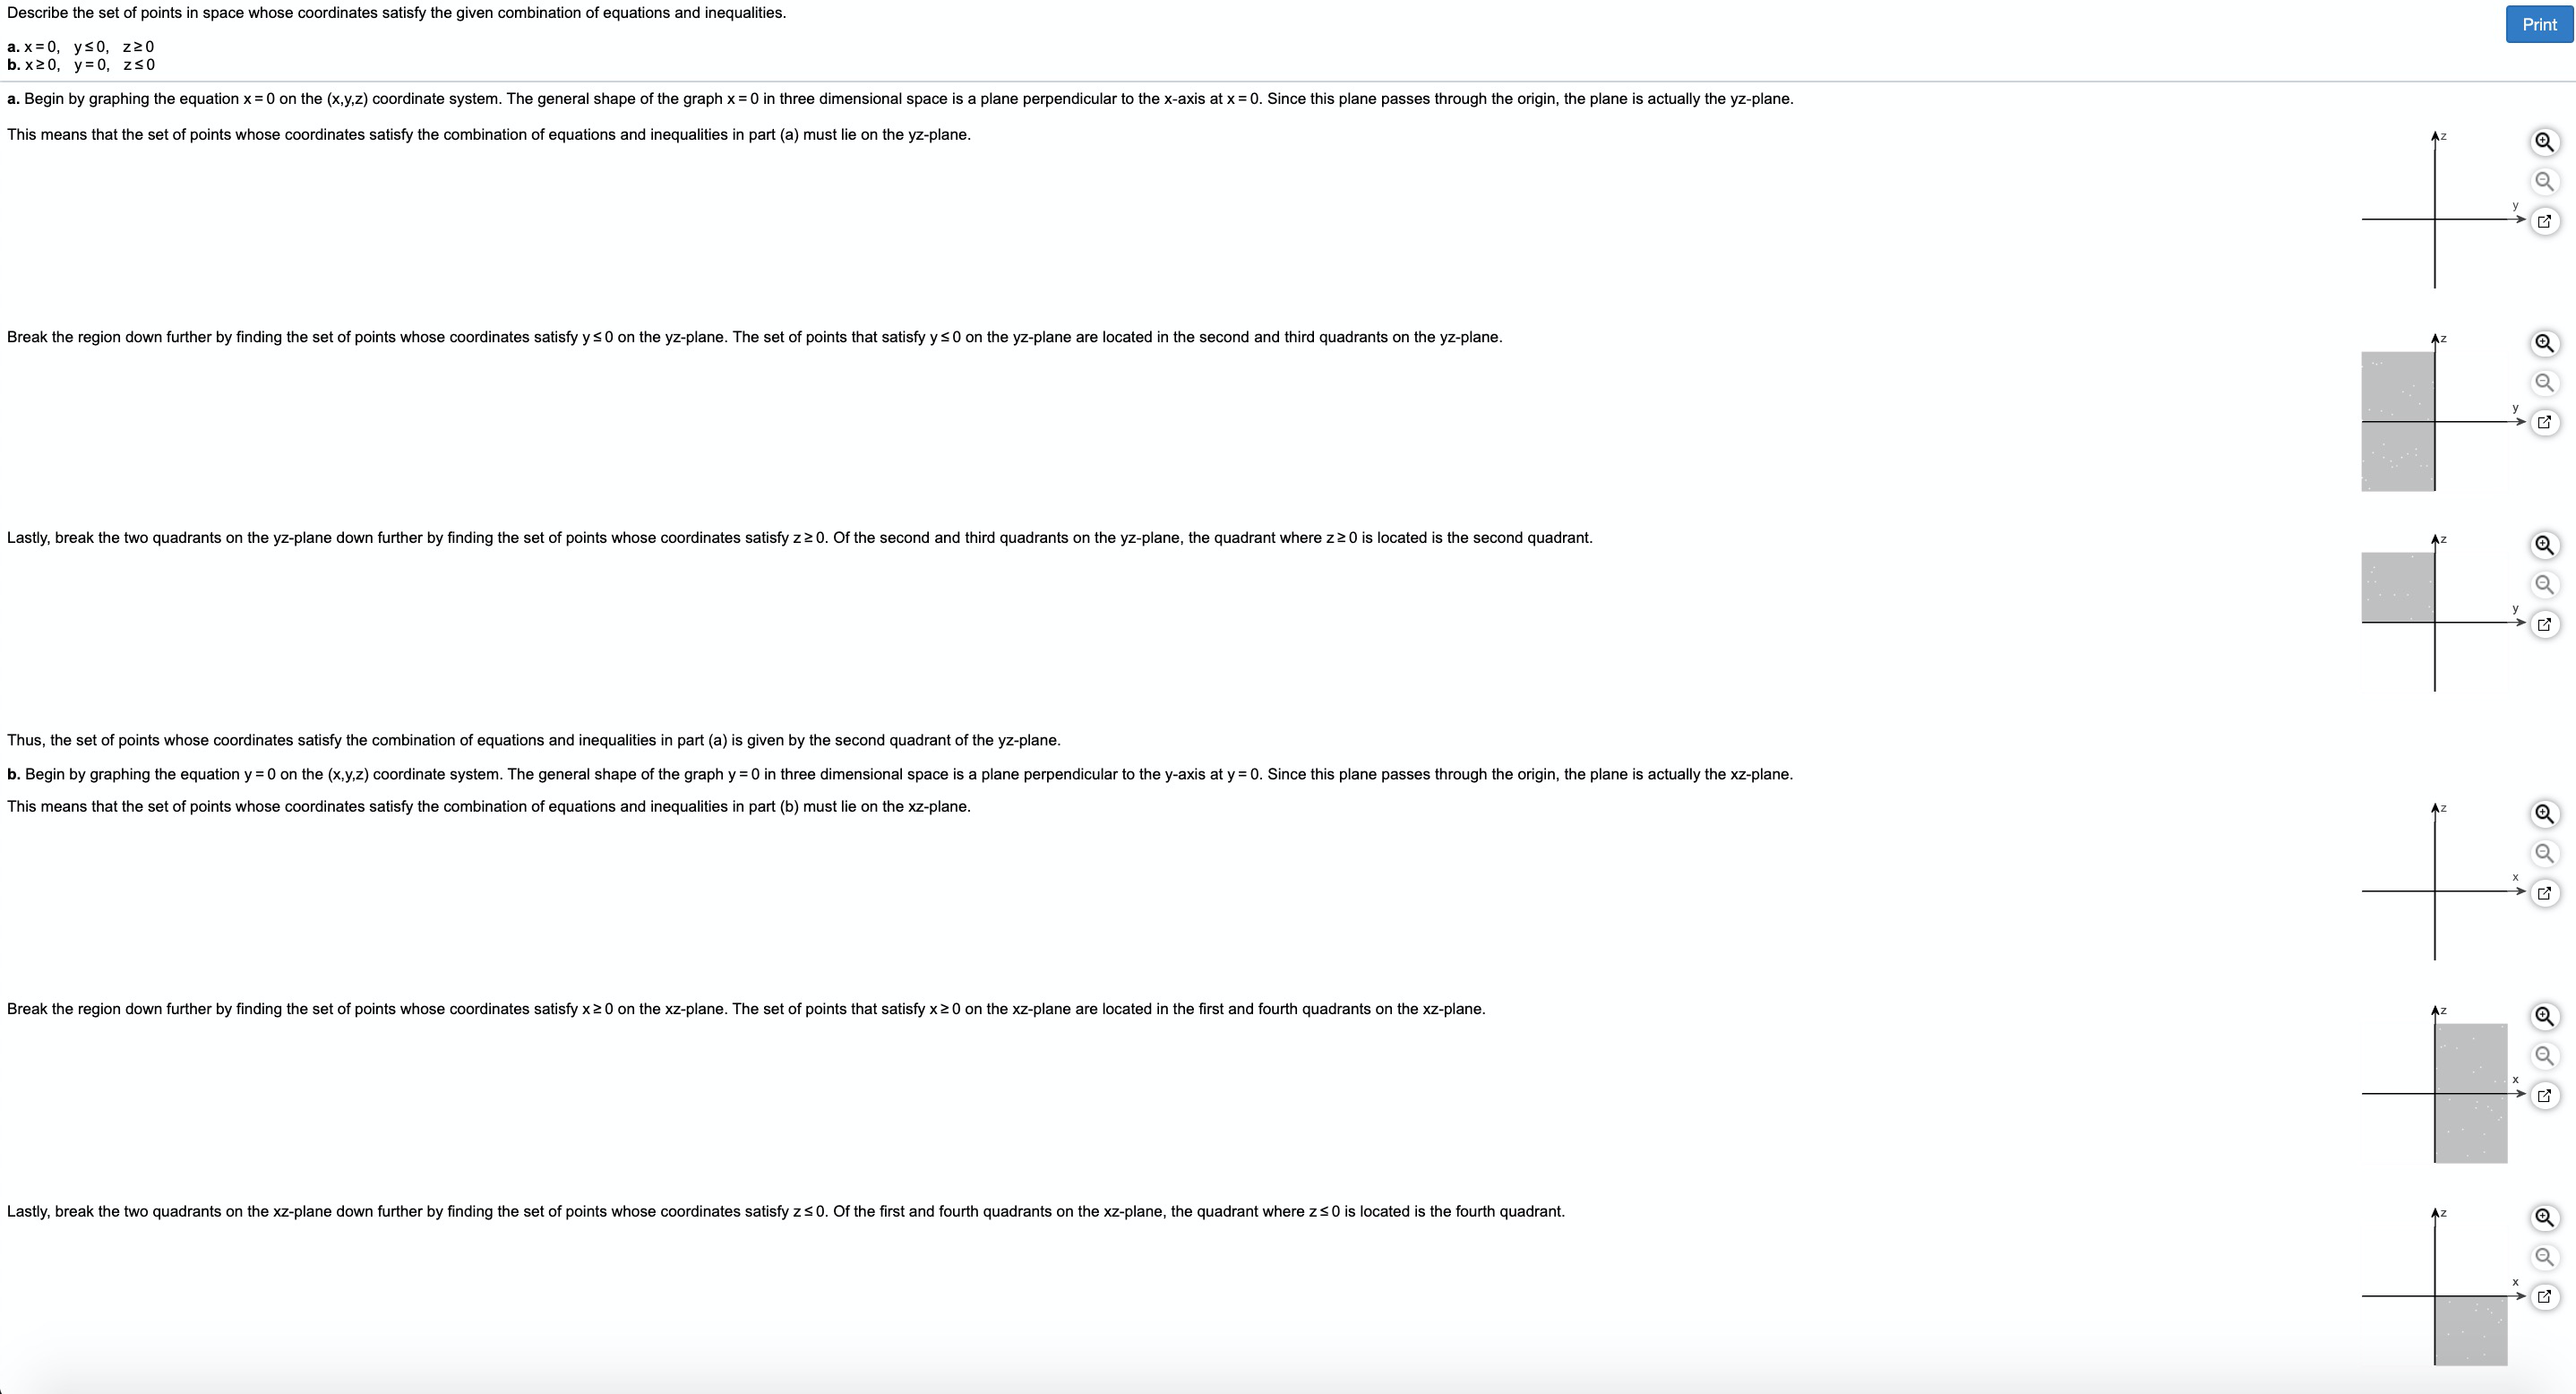 Describe the set of points in space whose coordinates satisfy the given combination of equations and inequalities.
Print
a. x=0, y≤0, z≥0
b. x≥0, y=0, z≤0
a. Begin by graphing the equation x=0 on the (x,y,z) coordinate system. The general shape of the graph x=0 in three dimensional space is a plane perpendicular to the x-axis at x=0. Since this plane passes through the origin, the plane is actually the yz-plane.
This means that the set of points whose coordinates satisfy the combination of equations and inequalities in part (a) must lie on the yz-plane.
z
y
Break the region down further by finding the set of points whose coordinates satisfy y≤0 on the yz-plane. The set of points that satisfy y≤0 on the yz-plane are located in the second and third quadrants on the yz-plane.
z
y
Lastly, break the two quadrants on the yz-plane down further by finding the set of points whose coordinates satisfy z≥0. Of the second and third quadrants on the yz-plane, the quadrant where z≥0 is located is the second quadrant.
z
y
Thus, the set of points whose coordinates satisfy the combination of equations and inequalities in part (a) is given by the second quadrant of the yz-plane.
b. Begin by graphing the equation y=0 on the (x,y,z) coordinate system. The general shape of the graph y=0 in three dimensional space is a plane perpendicular to the y-axis at y=0. Since this plane passes through the origin, the plane is actually the xz-plane.
This means that the set of points whose coordinates satisfy the combination of equations and inequalities in part (b) must lie on the xz-plane.
z
x
Break the region down further by finding the set of points whose coordinates satisfy x≥0 on the xz-plane. The set of points that satisfy x≥0 on the xz-plane are located in the first and fourth quadrants on the xz-plane.
z
x
Lastly, break the two quadrants on the xz-plane down further by finding the set of points whose coordinates satisfy z≤0. Of the first and fourth quadrants on the xz-plane, the quadrant where z≤0 is located is the fourth quadrant.
z
x